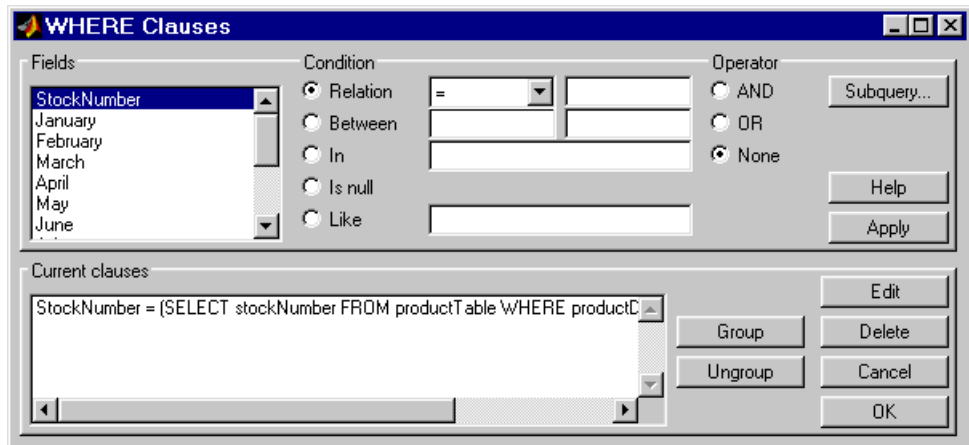 WHERE Clauses
Fields
StockNumber
January
February
March
April
May
June
Condition
Relation
=
Between
In
Is null
Like
Operator
AND
OR
None
Subquery...
Help
Apply
Current clauses
StockNumber = (SELECT stockNumber FROM productTable WHERE
Group
Ungroup
Edit
Delete
Cancel
OK